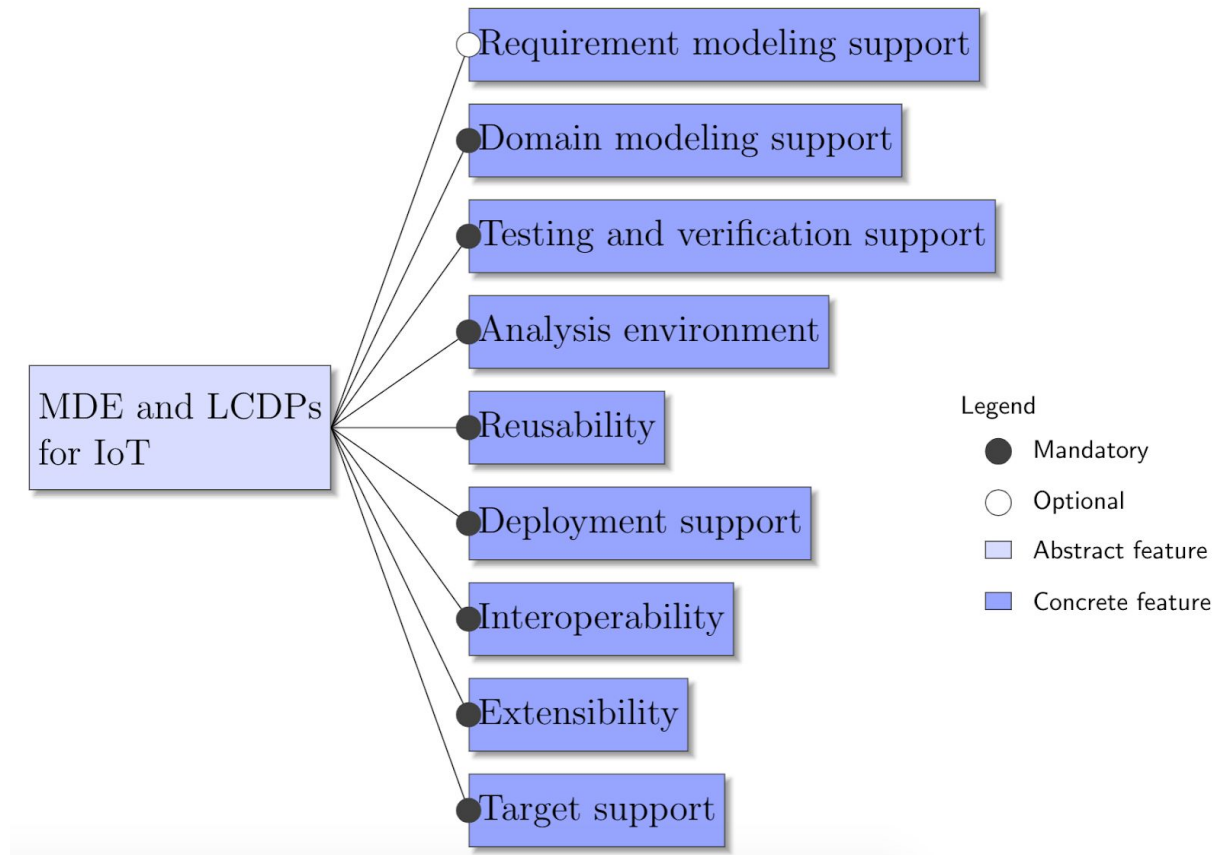 Requirement modeling support
Domain modeling support
Testing and verification support
Analysis environment
MDE and LCDPs
for IoT
Reusability
Deployment support
Interoperability
Extensibility
Target support
Legend
Mandatory
Optional
Abstract feature
Concrete feature